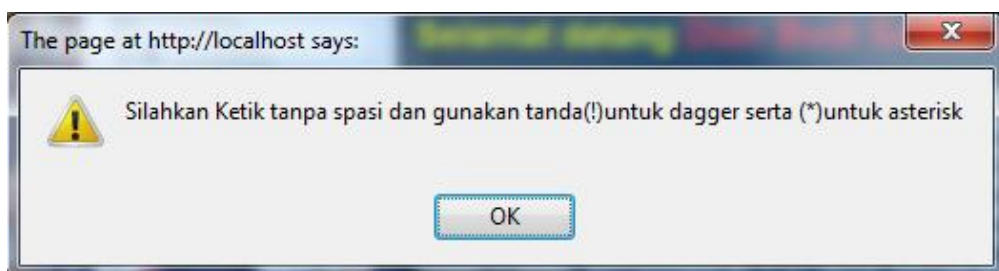 The page at http://localhost says:
Silahkan Ketik tanpa spasi dan gunakan tanda(!)untuk dagger serta (*)untuk asterisk
OK